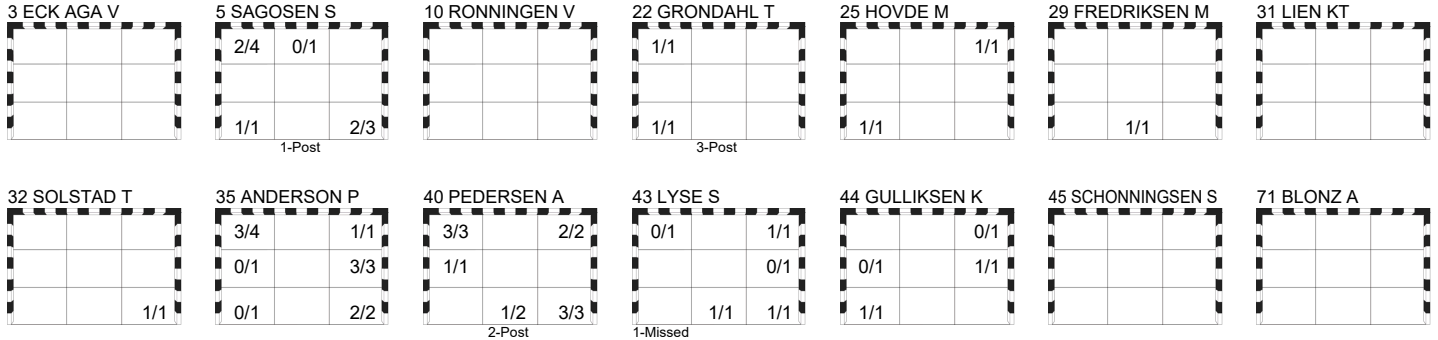 3 ECK AGA V 5 SAGOSEN S 10 RONNINGEN V 22 GRONDAHL T 25 HOVDE M 29 FREDRIKSEN M 31 LIEN KT
2/4 0/1 1/1 1/1
1/1 2/3 1/1 1/1 1/1
1-Post 3-Post
32 SOLSTAD T 35 ANDERSON P 40 PEDERSEN A 43 LYSE S 44 GULLIKSEN K 45 SCHONNINGSEN S 71 BLONZ A
3/4 1/1 3/3 2/2 0/1 1/1 0/1
0/1 3/3 1/1 0/1 0/1 1/1
1/1 0/1 2/2 1/2 3/3 1/1 1/1 1/1
2-Post 1-Missed